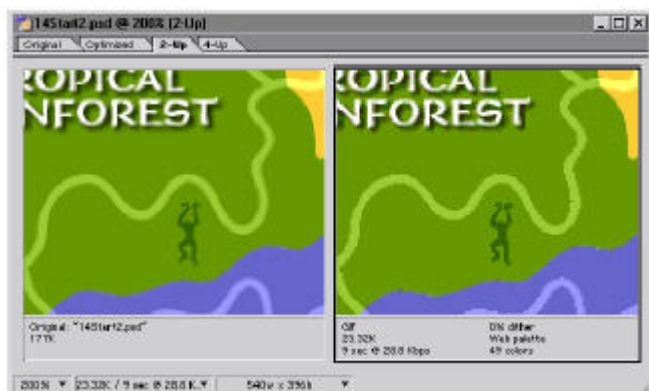 14Start2.psd @ 200% (2-Up)
Original Optimized 2-Up 4-Up
ROPICAL
NFOREST
ROPICAL
NFOREST
Original: "14Start2.psd"
177K
GIF
23.32K
9 sec @ 28.8 Kbps
0% dither
Web palette
49 colors
200% 23.32K / 9 sec @ 28.8 K... 540w x 396h